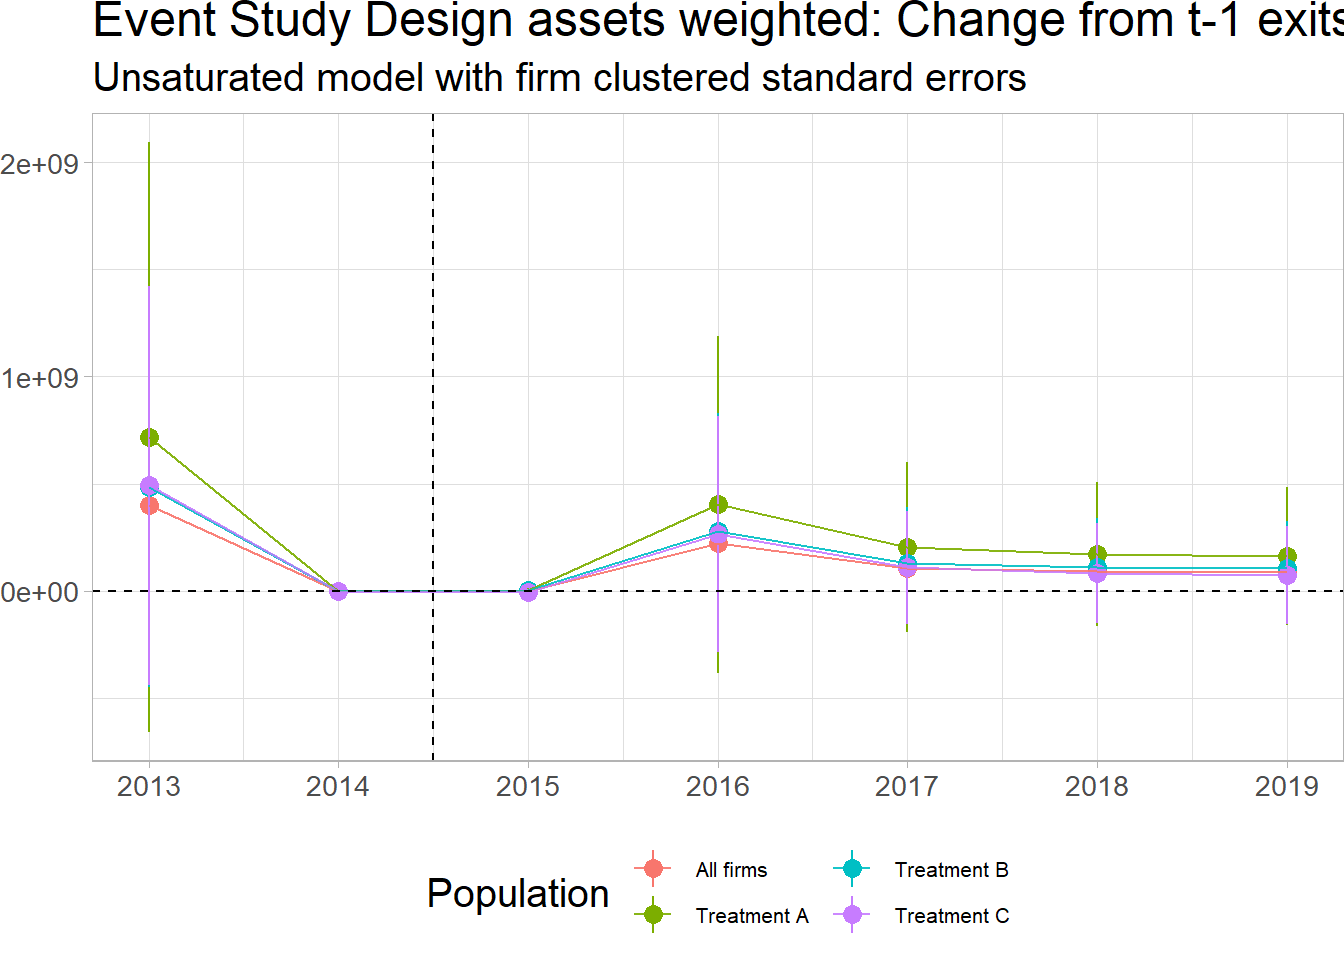 Event Study Design assets weighted: Change from t-1 exits
Unsaturated model with firm clustered standard errors
2e+09
1e+09
0e+00
2013 2014 2015 2016 2017 2018 2019
Population
All firms
Treatment A
Treatment B
Treatment C